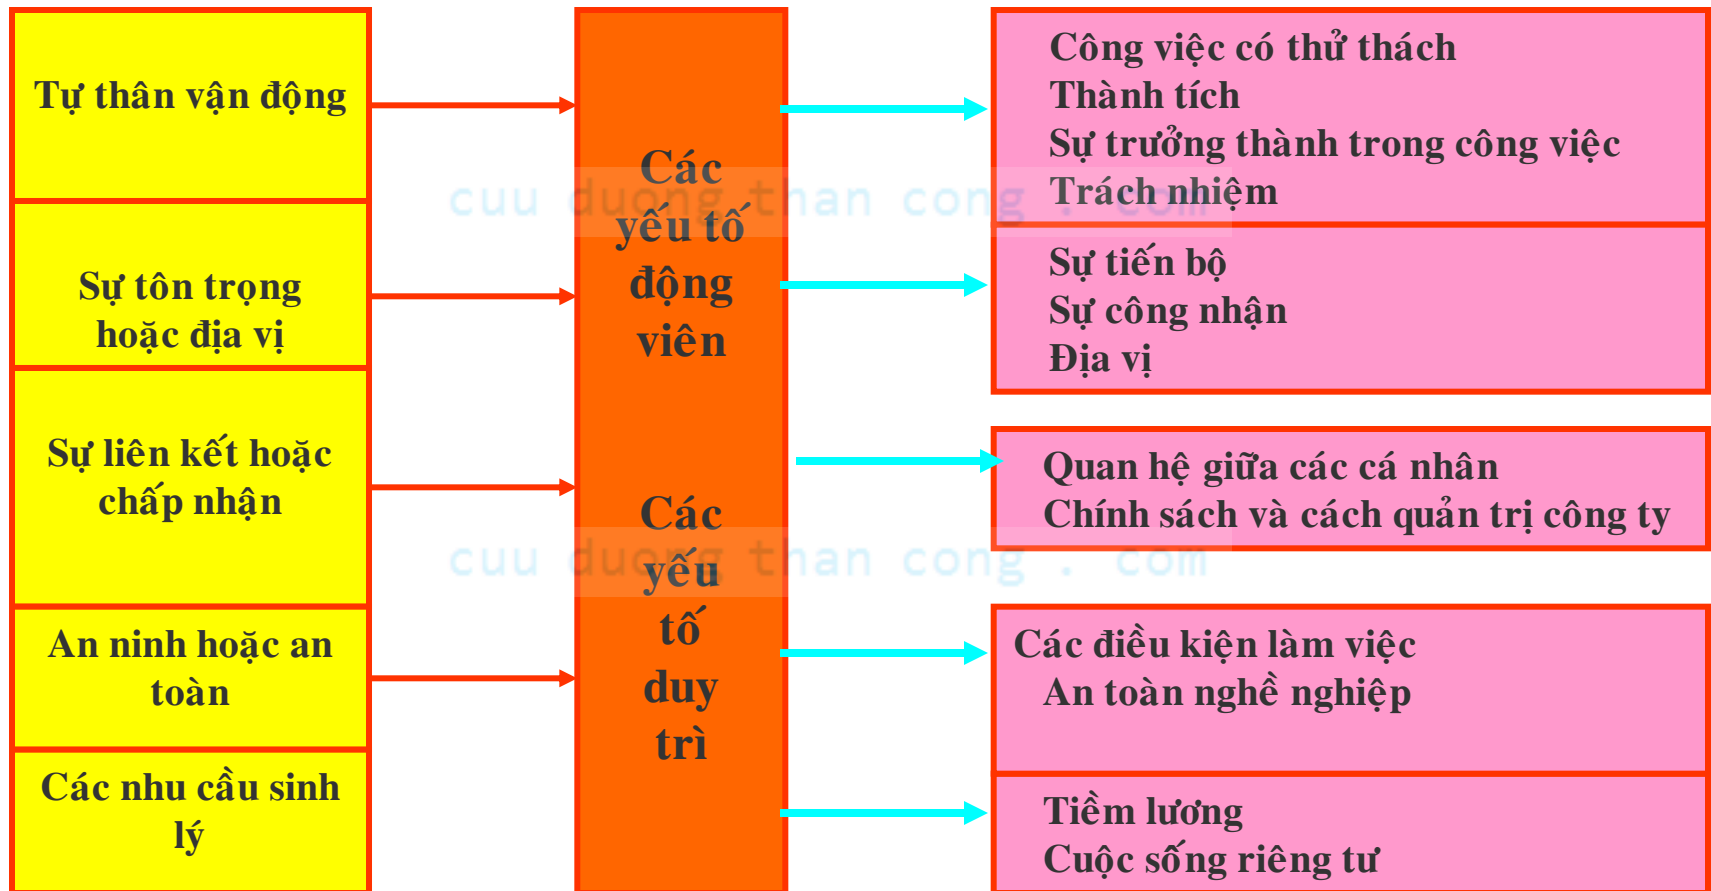 Tự thân vận động
Sự tôn trọng
hoặc địa vị
Sự liên kết hoặc
chấp nhận
An ninh hoặc an
toàn
Các nhu cầu sinh
lý
Các
yếu tố
động
viên
Các
yếu
tố
duy
trì
Công việc có thử thách
Thành tích
Sự trưởng thành trong công việc
Trách nhiệm
Sự tiến bộ
Sự công nhận
Địa vị
Quan hệ giữa các cá nhân
Chính sách và cách quản trị công ty
Các điều kiện làm việc
An toàn nghề nghiệp
Tiềm lương
Cuộc sống riêng tư
cuu duong than cong . com
cuu duong than cong . com